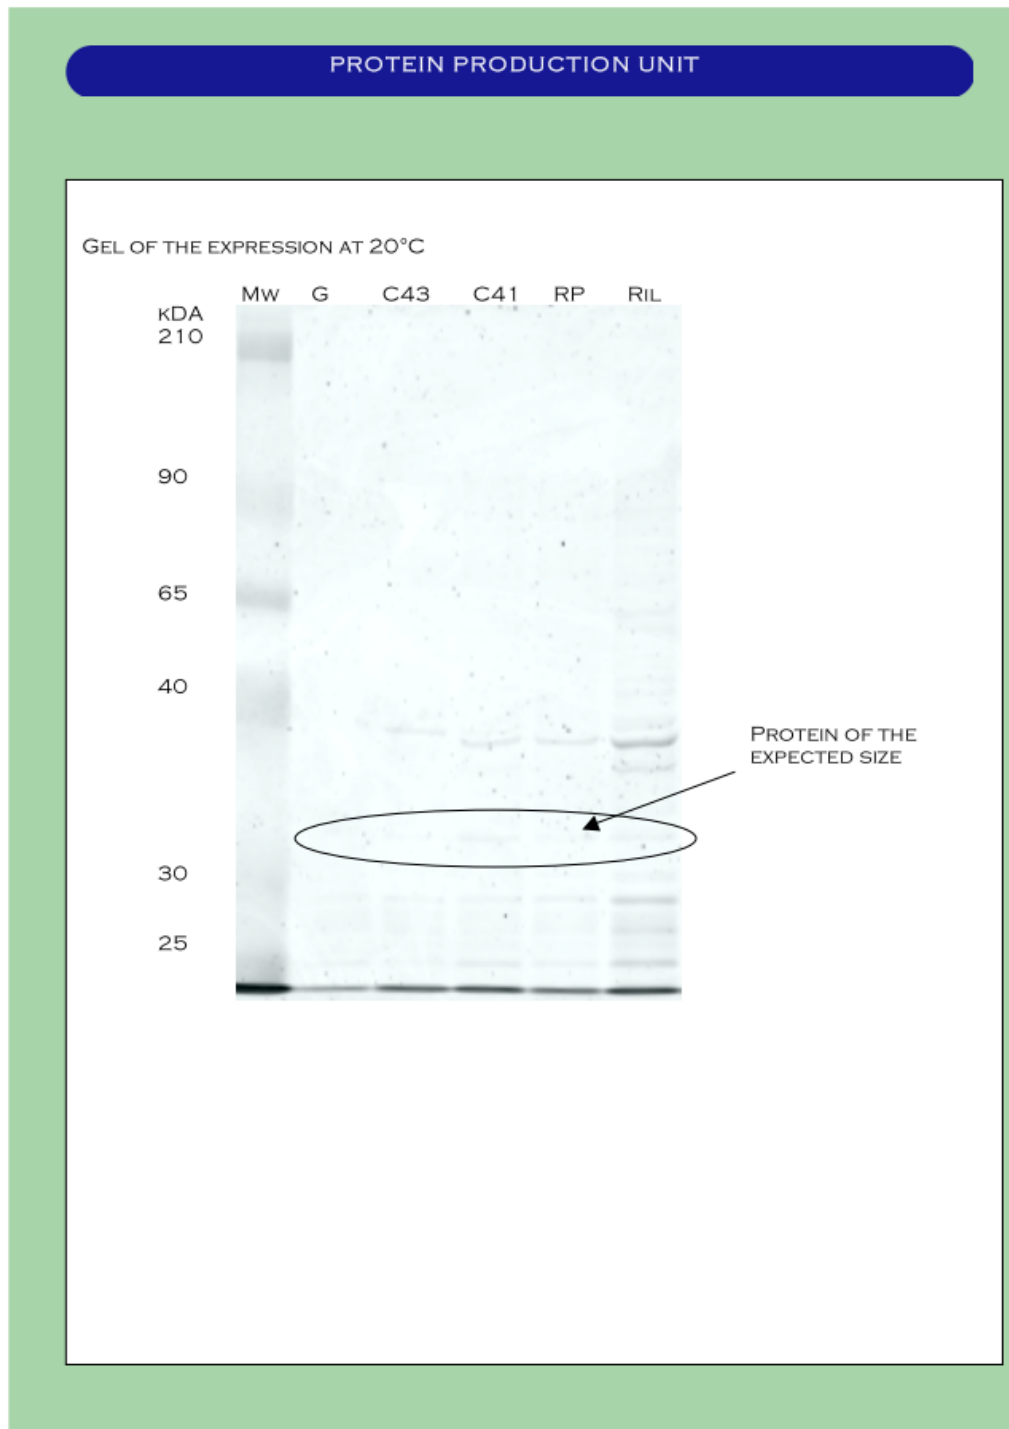 PROTEIN PRODUCTION UNIT
GEL OF THE EXPRESSION AT 20°C
MW G C43 C41 RP RIL
KDA
210
90
65
40
PROTEIN OF THE
EXPECTED SIZE
30
25